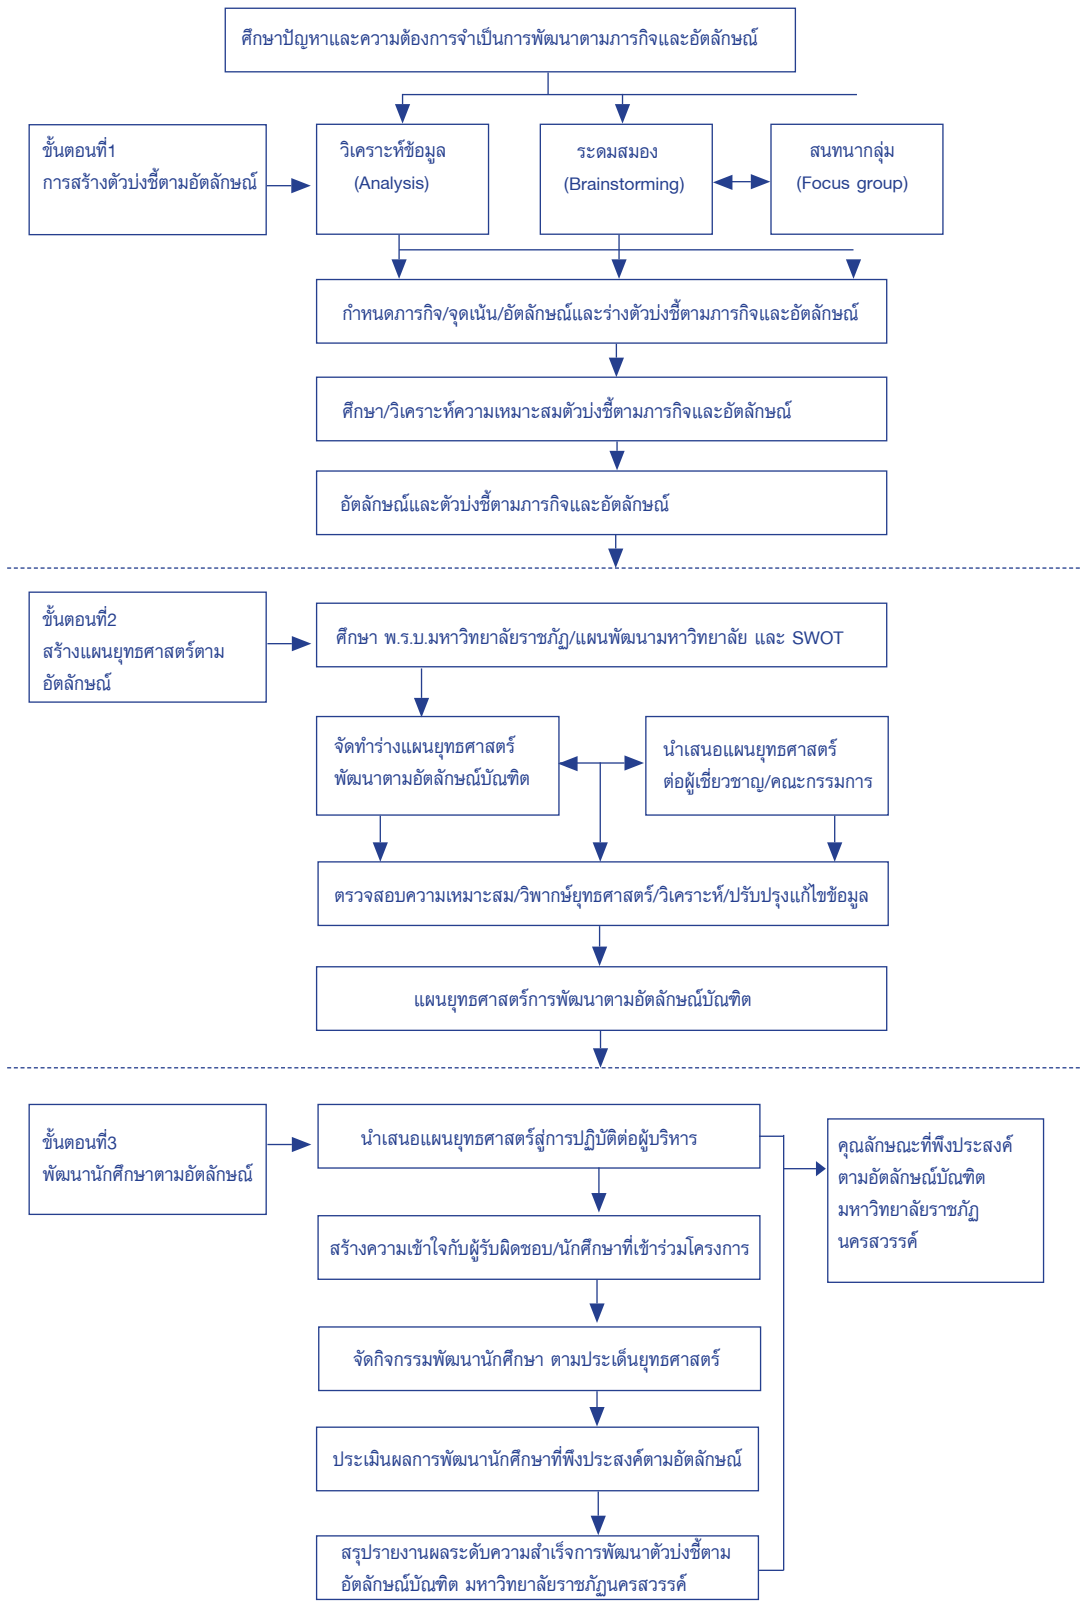 ศึกษาปัญหาและความต้องการจำเป็นการพัฒนาตามภารกิจและอัตลักษณ์
ขั้นตอนที่1
การสร้างตัวบ่งชี้ตามอัตลักษณ์
วิเคราะห์ข้อมูล
(Analysis)
ระดมสมอง
(Brainstorming)
สนทนากลุ่ม
(Focus group)
กำหนดภารกิจ/จุดเน้น/อัตลักษณ์และร่างตัวบ่งชี้ตามภารกิจและอัตลักษณ์
ศึกษา/วิเคราะห์ความเหมาะสมตัวบ่งชี้ตามภารกิจและอัตลักษณ์
อัตลักษณ์และตัวบ่งชี้ตามภารกิจและอัตลักษณ์
ขั้นตอนที่2
สร้างแผนยุทธศาสตร์ตาม
อัตลักษณ์
ศึกษา พ.ร.บ.มหาวิทยาลัยราชภัฏ/แผนพัฒนามหาวิทยาลัย และ SWOT
จัดทำร่างแผนยุทธศาสตร์
พัฒนาตามอัตลักษณ์บัณฑิต
นำเสนอแผนยุทธศาสตร์
ต่อผู้เชี่ยวชาญ/คณะกรรมการ
ตรวจสอบความเหมาะสม/วิพากษ์ยุทธศาสตร์/วิเคราะห์/ปรับปรุงแก้ไขข้อมูล
แผนยุทธศาสตร์การพัฒนาตามอัตลักษณ์บัณฑิต
ขั้นตอนที่3
พัฒนานักศึกษาตามอัตลักษณ์
นำเสนอแผนยุทธศาสตร์สู่การปฏิบัติต่อผู้บริหาร
สร้างความเข้าใจกับผู้รับผิดชอบ/นักศึกษาที่เข้าร่วมโครงการ
จัดกิจกรรมพัฒนานักศึกษา ตามประเด็นยุทธศาสตร์
ประเมินผลการพัฒนานักศึกษาที่พึงประสงค์ตามอัตลักษณ์
สรุปรายงานผลระดับความสำเร็จการพัฒนาตัวบ่งชี้ตาม
อัตลักษณ์บัณฑิต มหาวิทยาลัยราชภัฏนครสวรรค์
คุณลักษณะที่พึงประสงค์
ตามอัตลักษณ์บัณฑิต
มหาวิทยาลัยราชภัฏ
นครสวรรค์